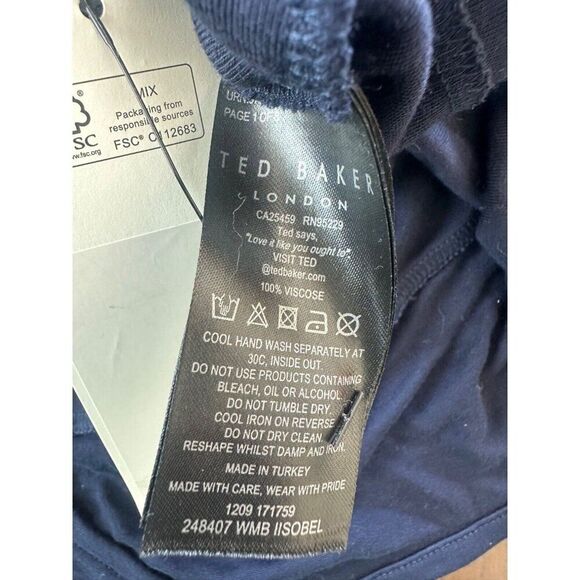 MIX
Packaging from
responsible sources
FSC® C112683
www.fsc.org
PAGE 1 OF
TED BAKER
LONDON
CA25459 RN95229
Ted says,
"Love it like you ought to".
VISIT TED
@tedbaker.com
100% VISCOSE
COOL HAND WASH SEPARATELY AT
30C, INSIDE OUT.
DO NOT USE PRODUCTS CONTAINING
BLEACH, OIL OR ALCOHOL
DO NOT TUMBLE DRY.
COOL IRON ON REVERSE
DO NOT DRY CLEAN.
RESHAPE WHILST DAMP AND IRON.
MADE IN TURKEY
MADE WITH CARE, WEAR WITH PRIDE
1209 171759
248407 WMB IISOBEL